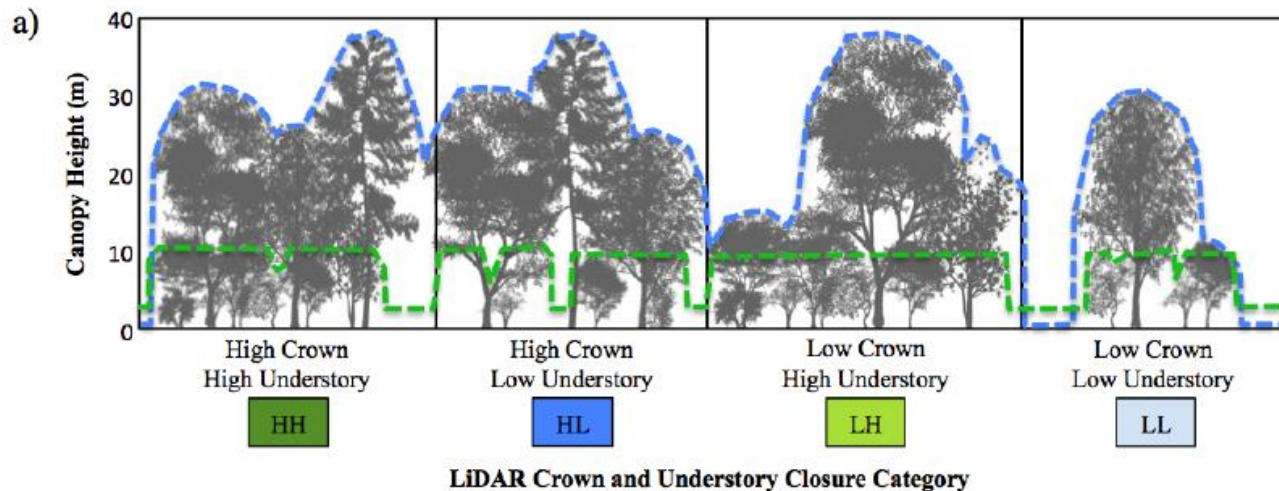 a)
Canopy Height (m)
40
30
20
10
0
High Crown
High Understory
HH
High Crown
Low Understory
HL
Low Crown
High Understory
LH
Low Crown
Low Understory
LL
LiDAR Crown and Understory Closure Category